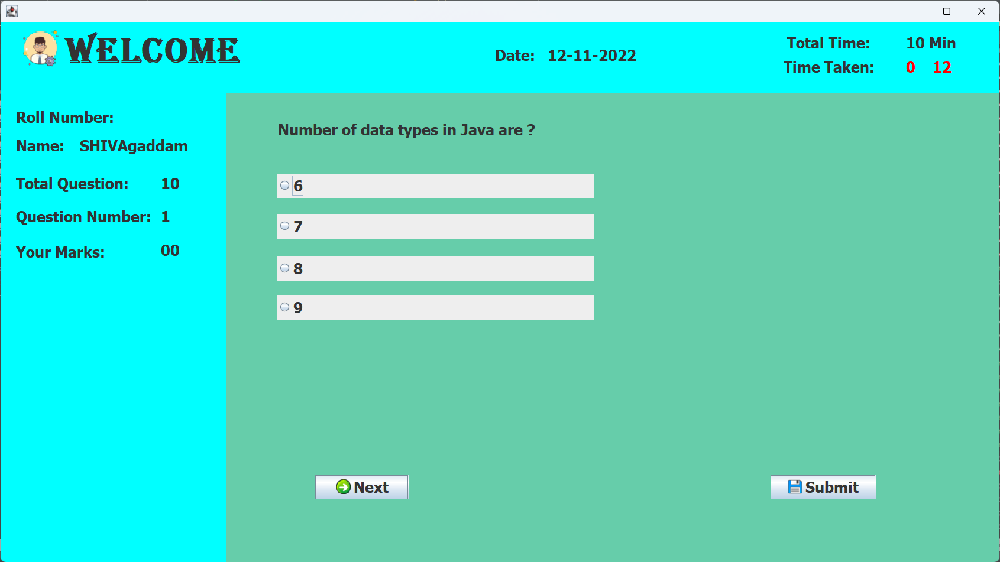 WELCOME
Date: 12-11-2022
Total Time: 10 Min
Time Taken: 0 12
Roll Number:
Name: SHIVAgaddam
Total Question: 10
Question Number: 1
Your Marks: 00
Number of data types in Java are ?
6
7
8
9
Next
Submit